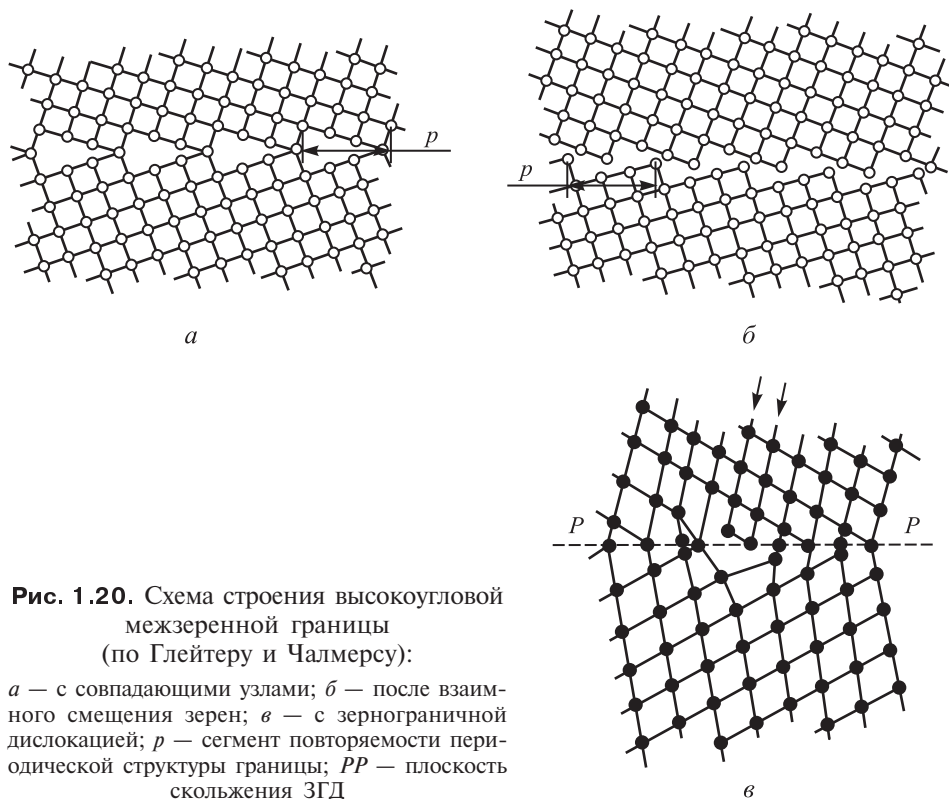 p
p
а
б
P
P
Рис. 1.20. Схема строения высокоугловой
межзеренной границы
(по Глейтеру и Чалмерсу):
а — с совпадающими узлами; б — после взаим-
ного смещения зерен; в — с зернограничной
дислокацией; p — сегмент повторяемости пери-
одической структуры границы; PP — плоскость
скольжения ЗГД
в